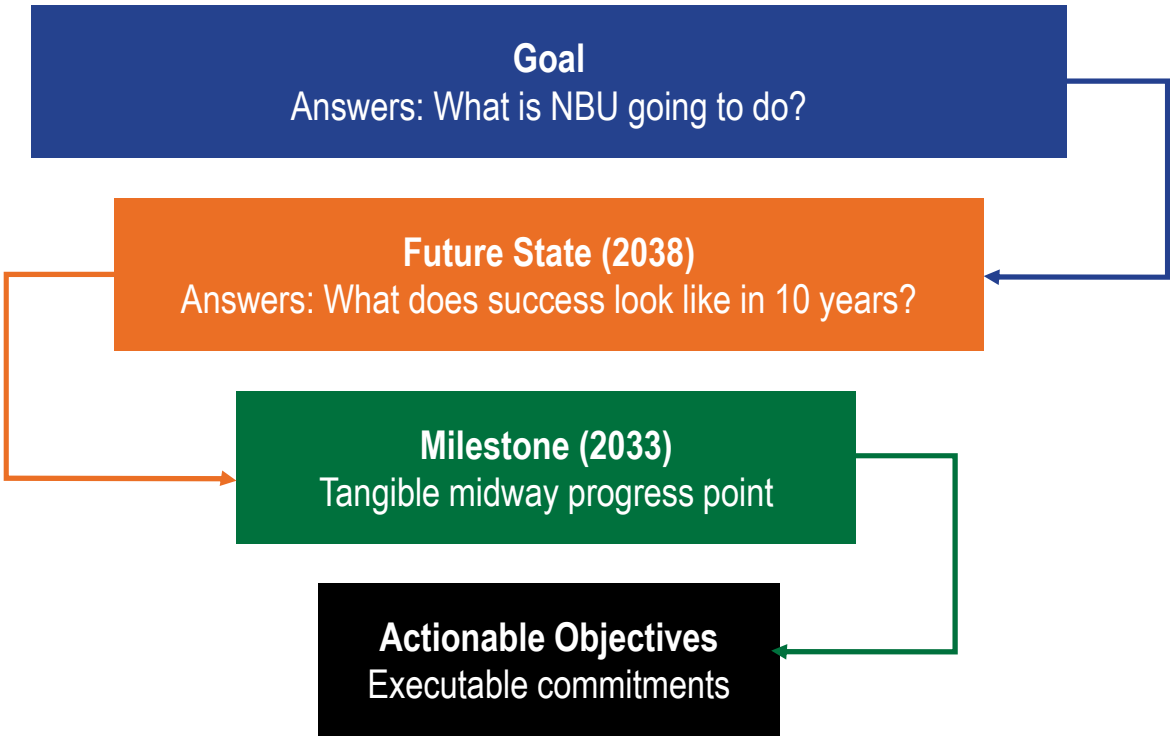 Goal
Answers: What is NBU going to do?
Future State (2038)
Answers: What does success look like in 10 years?
Milestone (2033)
Tangible midway progress point
Actionable Objectives
Executable commitments